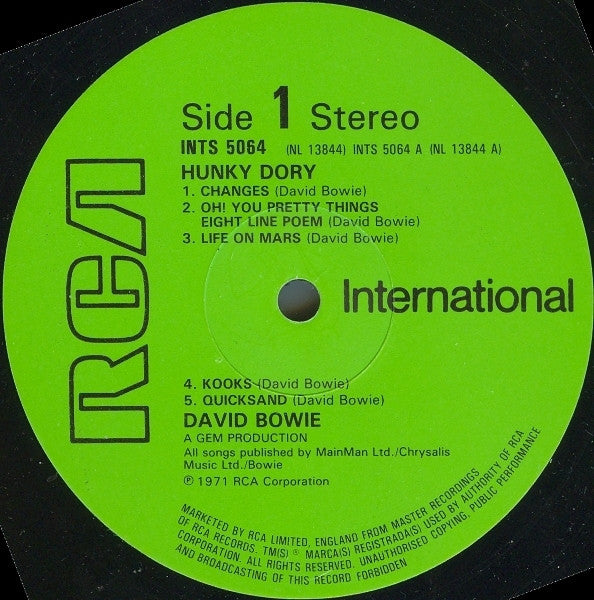 Side 1 Stereo
INTS 5064 (NL 13844) INTS 5064 A (NL 13844 A)
HUNKY DORY
1. CHANGES (David Bowie)
2. OH! YOU PRETTY THINGS
EIGHT LINE POEM (David Bowie)
3. LIFE ON MARS (David Bowie)
RCA
International
4. KOOKS (David Bowie)
5. QUICKSAND (David Bowie)
DAVID BOWIE
A GEM PRODUCTION
All songs published by MainMan Ltd./Chrysalis
Music Ltd./Bowie
℗ 1971 RCA Corporation
MARKETED BY RCA LIMITED, ENGLAND FROM MASTER RECORDINGS
OF RCA RECORDS. TM(S) ® MARCA(S) REGISTRADA(S) USED BY AUTHORITY OF RCA
CORPORATION. ALL RIGHTS RESERVED. UNAUTHORISED COPYING, PUBLIC PERFORMANCE
AND BROADCASTING OF THIS RECORD FORBIDDEN